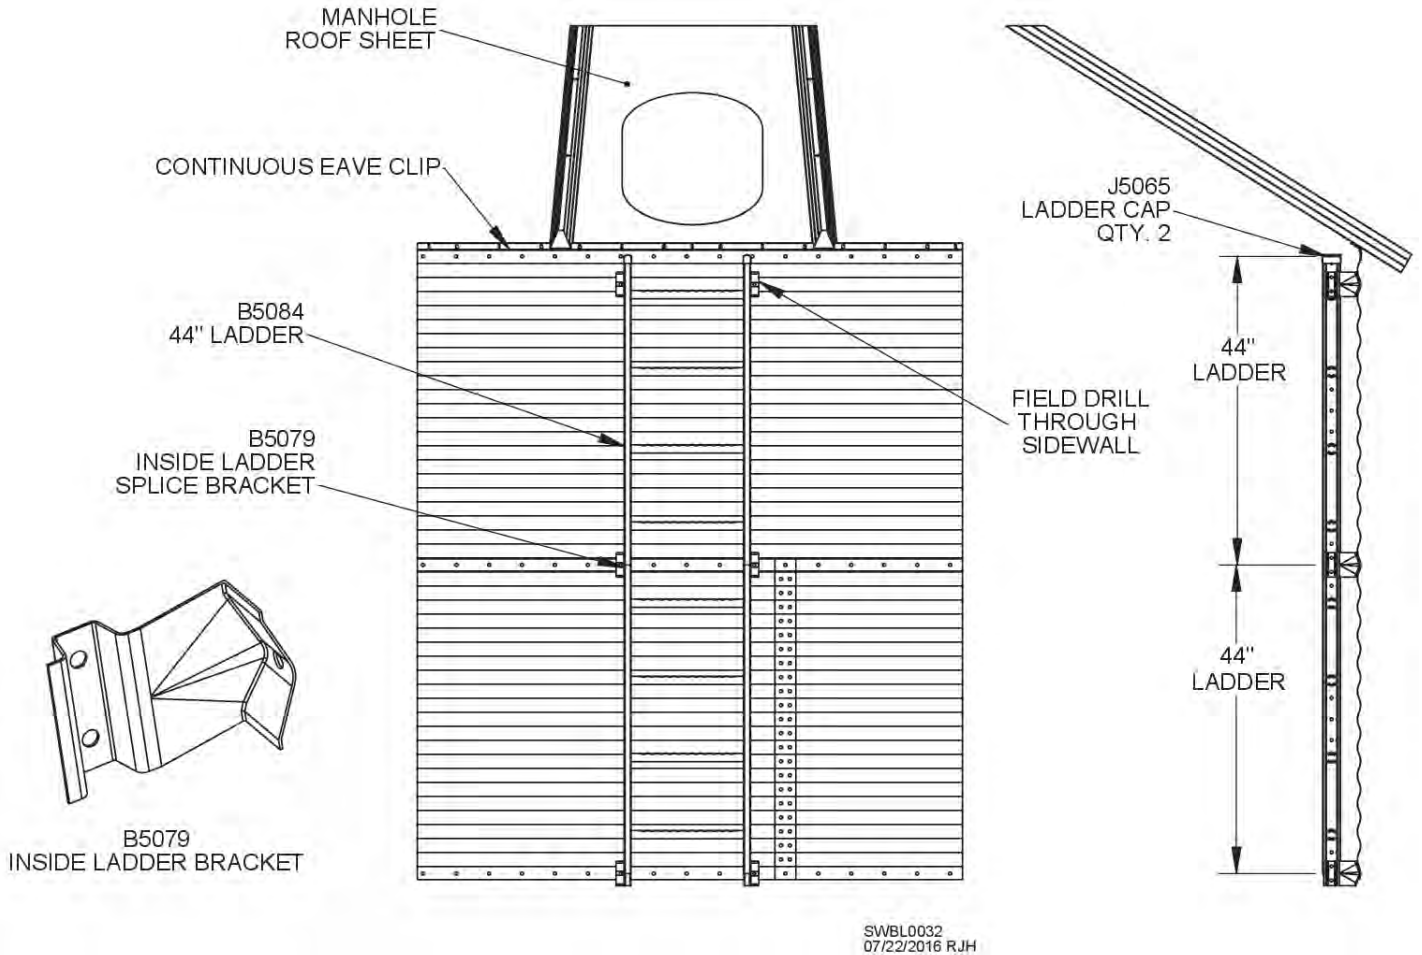 MANHOLE
ROOF SHEET
CONTINUOUS EAVE CLIP
J5065
LADDER CAP
QTY. 2
B5084
44" LADDER
44"
LADDER
FIELD DRILL
THROUGH
SIDEWALL
B5079
INSIDE LADDER
SPLICE BRACKET
44"
LADDER
B5079
INSIDE LADDER BRACKET
SWBL0032
07/22/2016 RJH